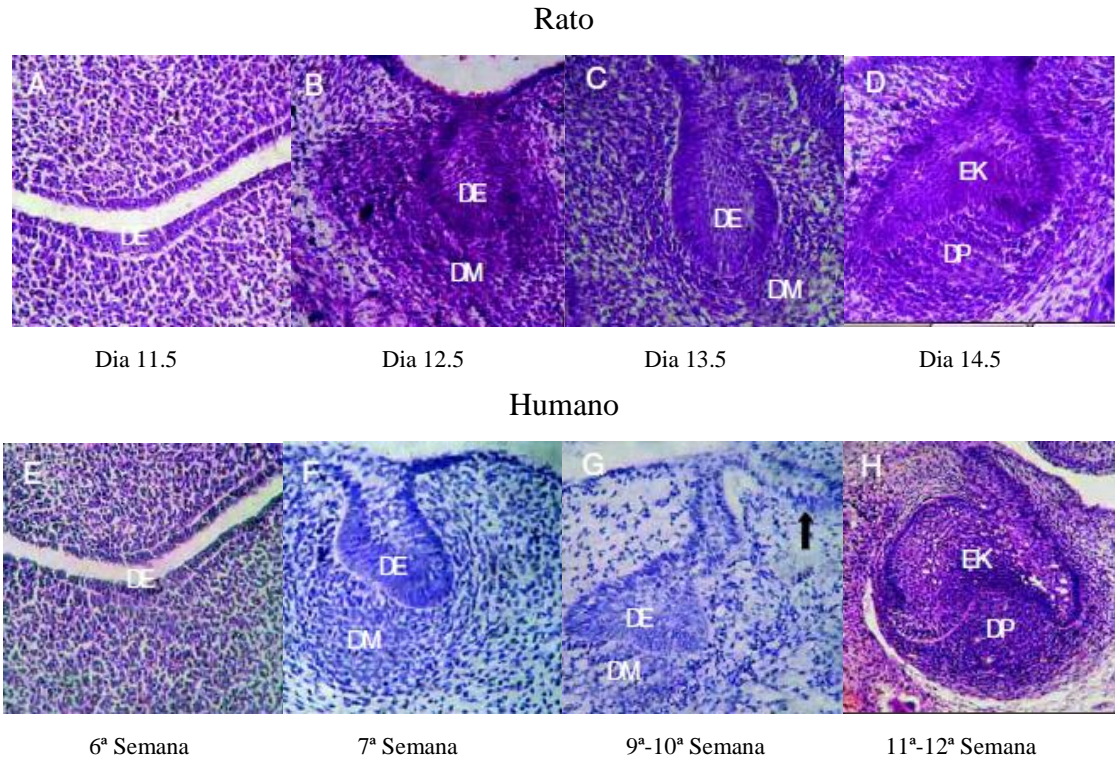 Rato
A B C D
DE DE DE EK
DM DM DP
Dia 11.5 Dia 12.5 Dia 13.5 Dia 14.5
Humano
E F G H
DE DE DE EK
DM DM DP
6ª Semana 7ª Semana 9ª-10ª Semana 11ª-12ª Semana